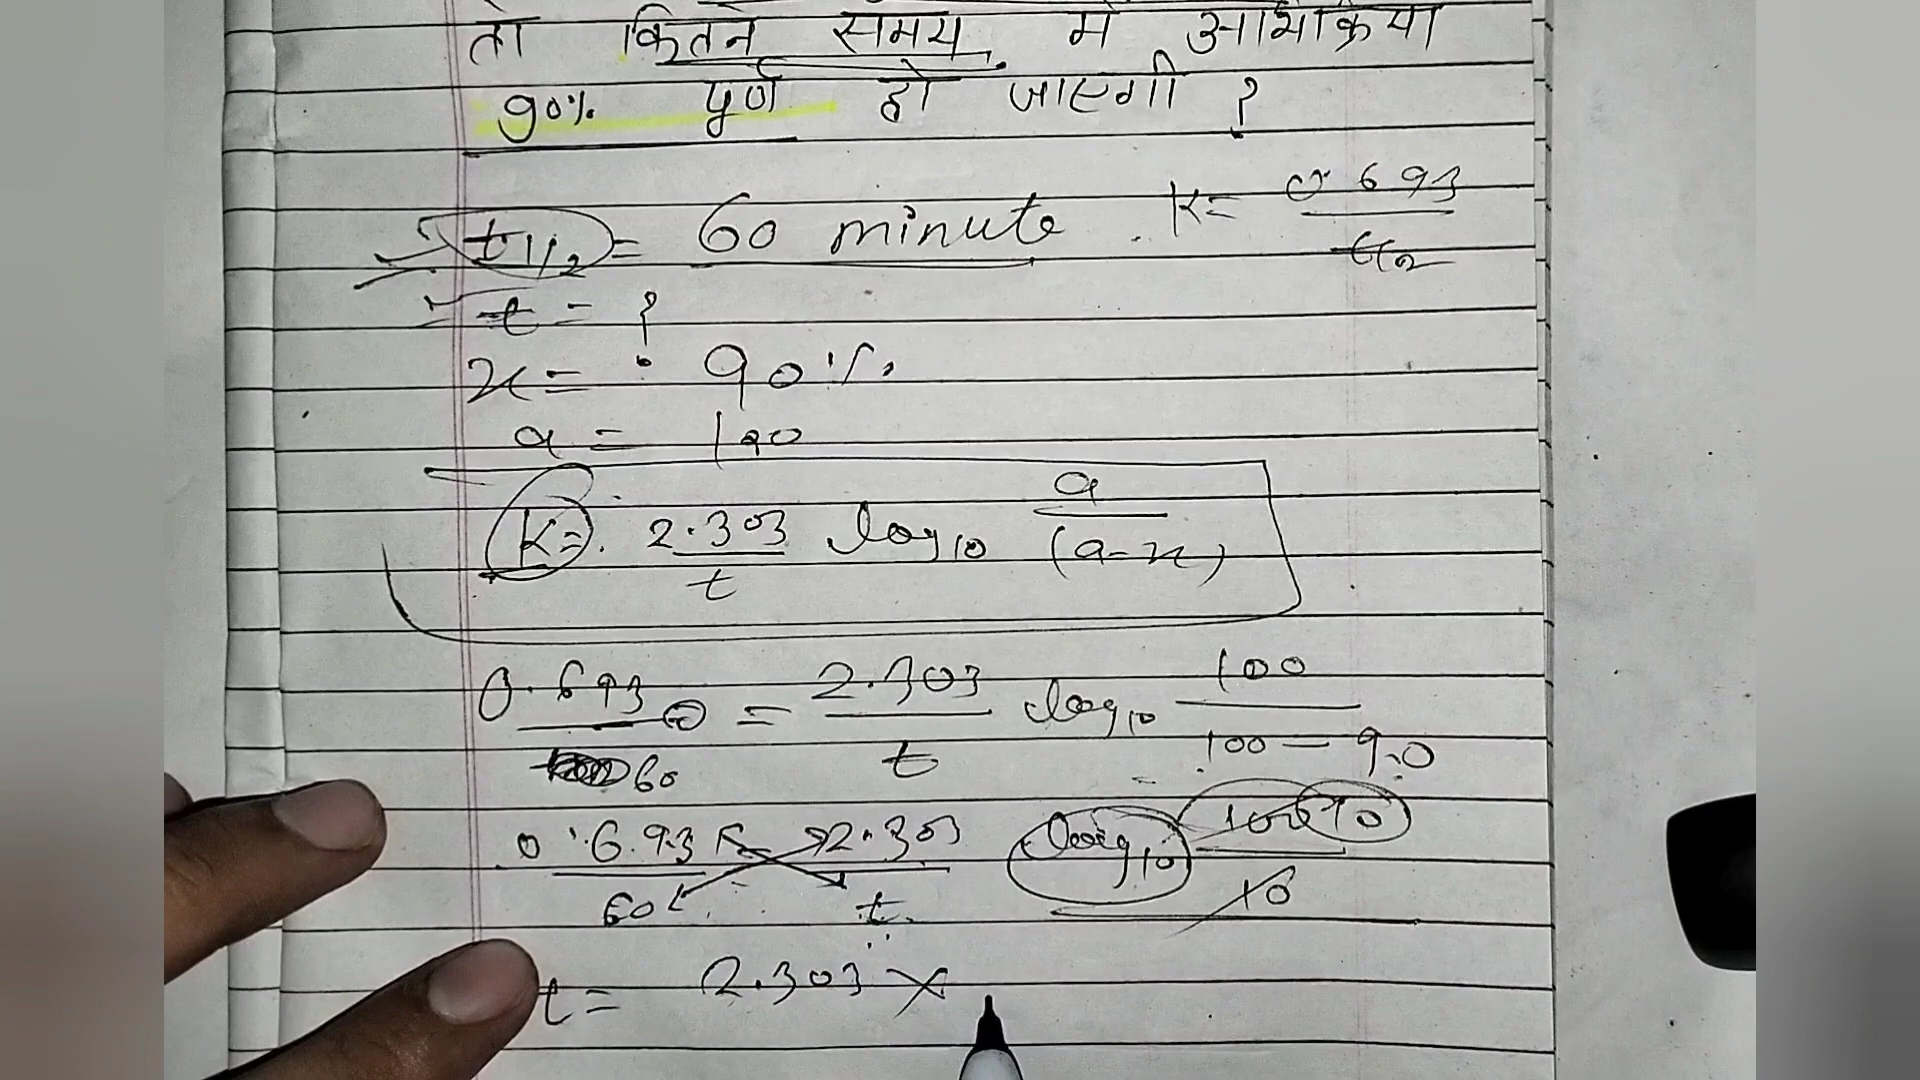 तो कितने समय में अभिक्रिया
90% पूर्ण हो जाएगी ?
t1/2 = 60 minute K = 0.693 / t1/2
t = ?
x = 90%
a = 100
K = 2.303 / t log10 a / (a-x)
0.693 / 60 = 2.303 / t log10 100 / 100 - 90
0.693 / 60 2.303 / t log10 100 10 / 10
t = 2.303 ×